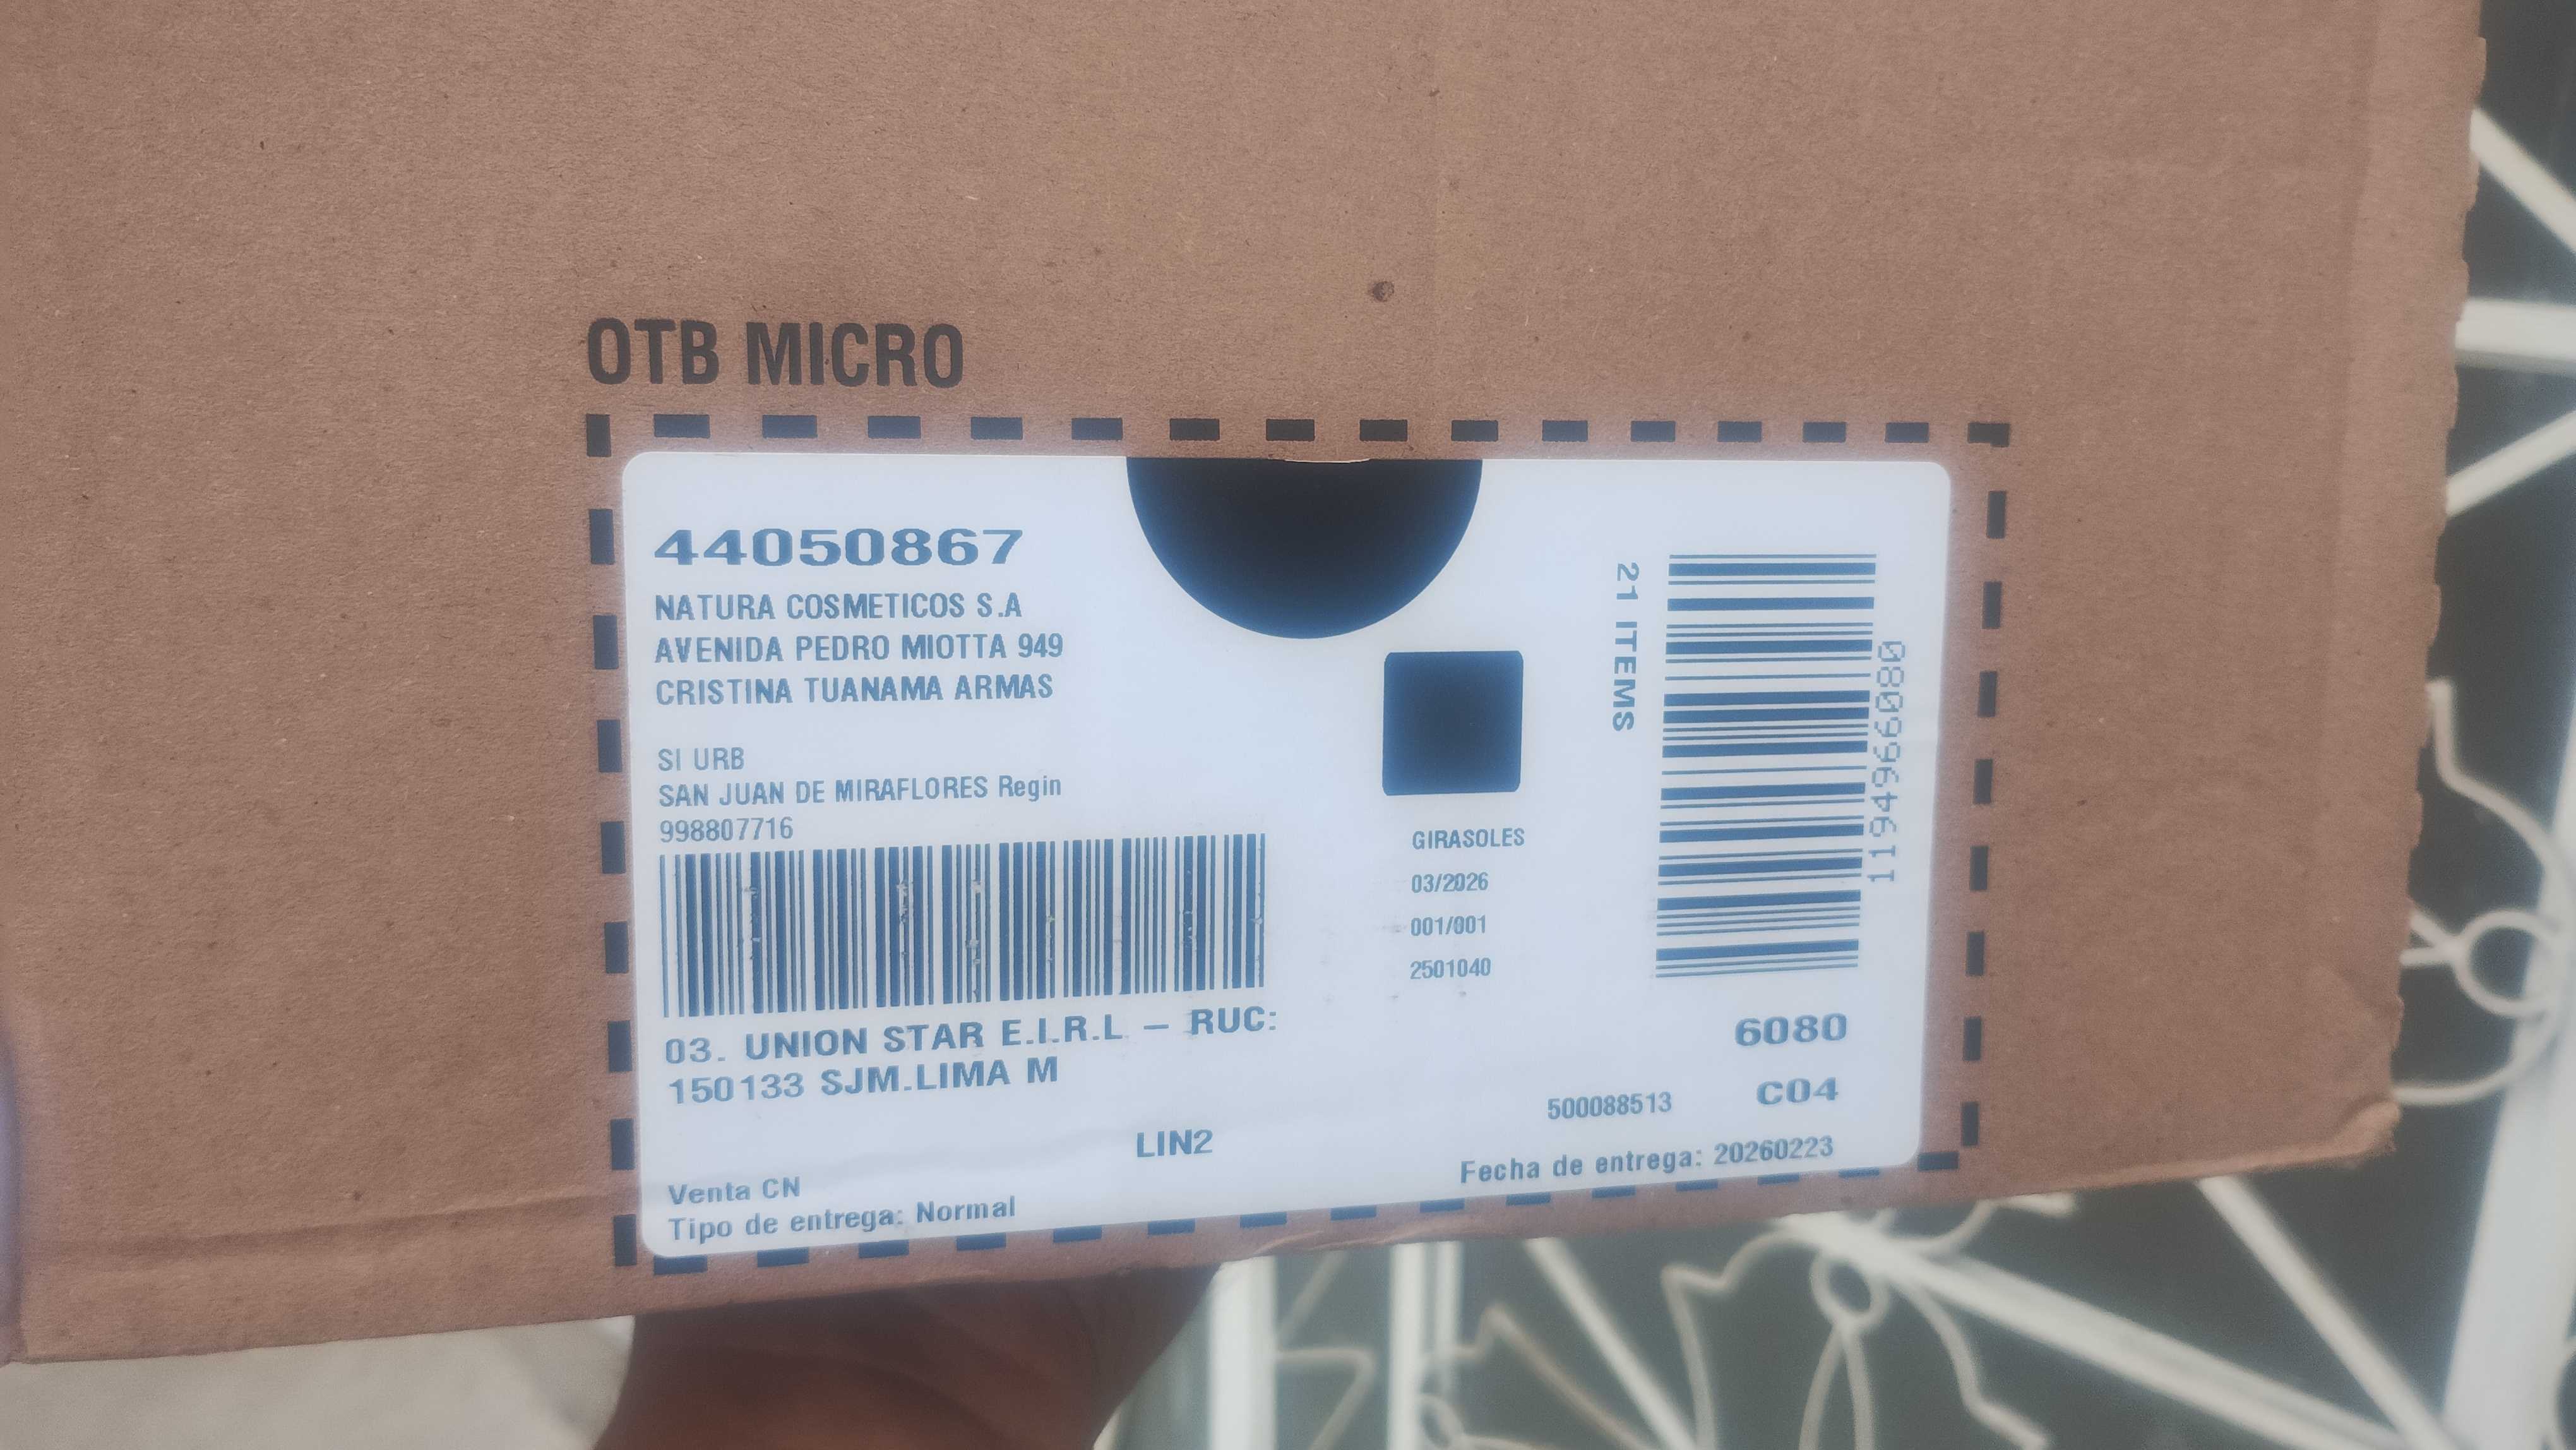 OTB MICRO
44050867
NATURA COSMETICOS S.A
AVENIDA PEDRO MIOTTA 949
CRISTINA TUANAMA ARMAS
SI URB
SAN JUAN DE MIRAFLORES Regin
998807716
03. UNION STAR E.I.R.L. – RUC:
150133 SJM.LIMA M
LIN2
Venta CN
Tipo de entrega: Normal
GIRASOLES
03/2026
001/001
2501040
21 ITEMS
1194966080
6080
C04
500088513
Fecha de entrega: 20260223